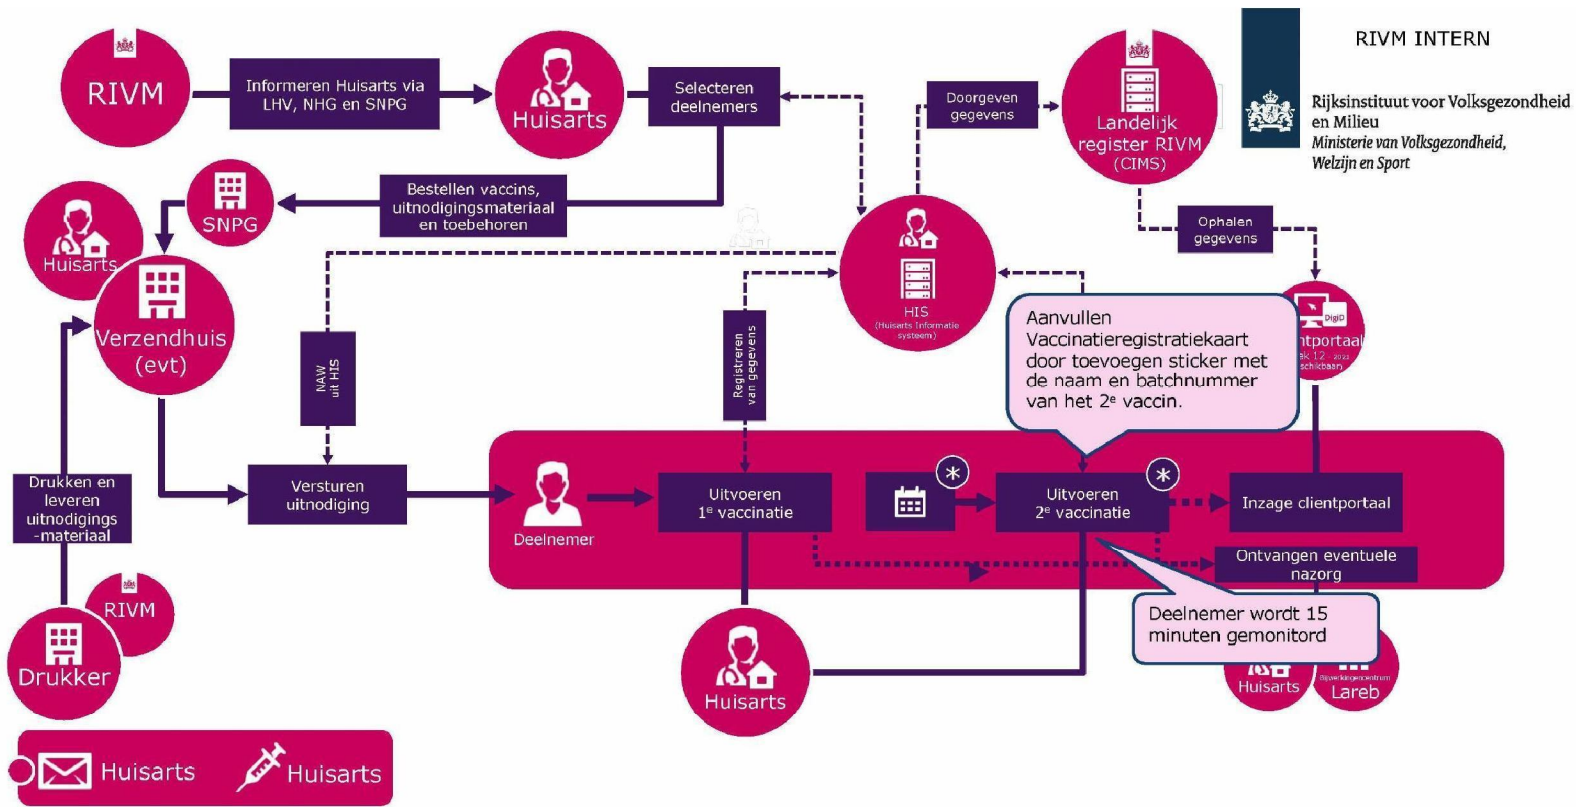 RIVM INTERN
Rijksinstituut voor Volksgezondheid
en Milieu
Ministerie van Volksgezondheid,
Welzijn en Sport
RIVM
Informeren Huisarts via
LHV, NHG en SNPG
Huisarts
Selecteren
deelnemers
Doorgeven
gegevens
Landelijk
register RIVM
(CIMS)
Ophalen
gegevens
Bestellen vaccins,
uitnodigingsmateriaal
en toebehoren
SNPG
Huisarts
Verzendhuis
(evt)
HIS
(Huisarts Informatie
systeem)
DigiD
ntportaal
ek 12 - 2021
schikbaar)
Aanvullen
Vaccinatieregistratiekaart
door toevoegen sticker met
de naam en batchnummer
van het 2e vaccin.
NAW
uit HIS
Registreren
van gegevens
Drukken en
leveren
uitnodigings
-materiaal
Versturen
uitnodiging
Deelnemer
Uitvoeren
1e vaccinatie
*
Uitvoeren
2e vaccinatie
*
Inzage clientportaal
Ontvangen eventuele
nazorg
Deelnemer wordt 15
minuten gemonitord
RIVM
Drukker
Huisarts
Huisarts
Bijwerkingencentrum
Lareb
Huisarts
Huisarts